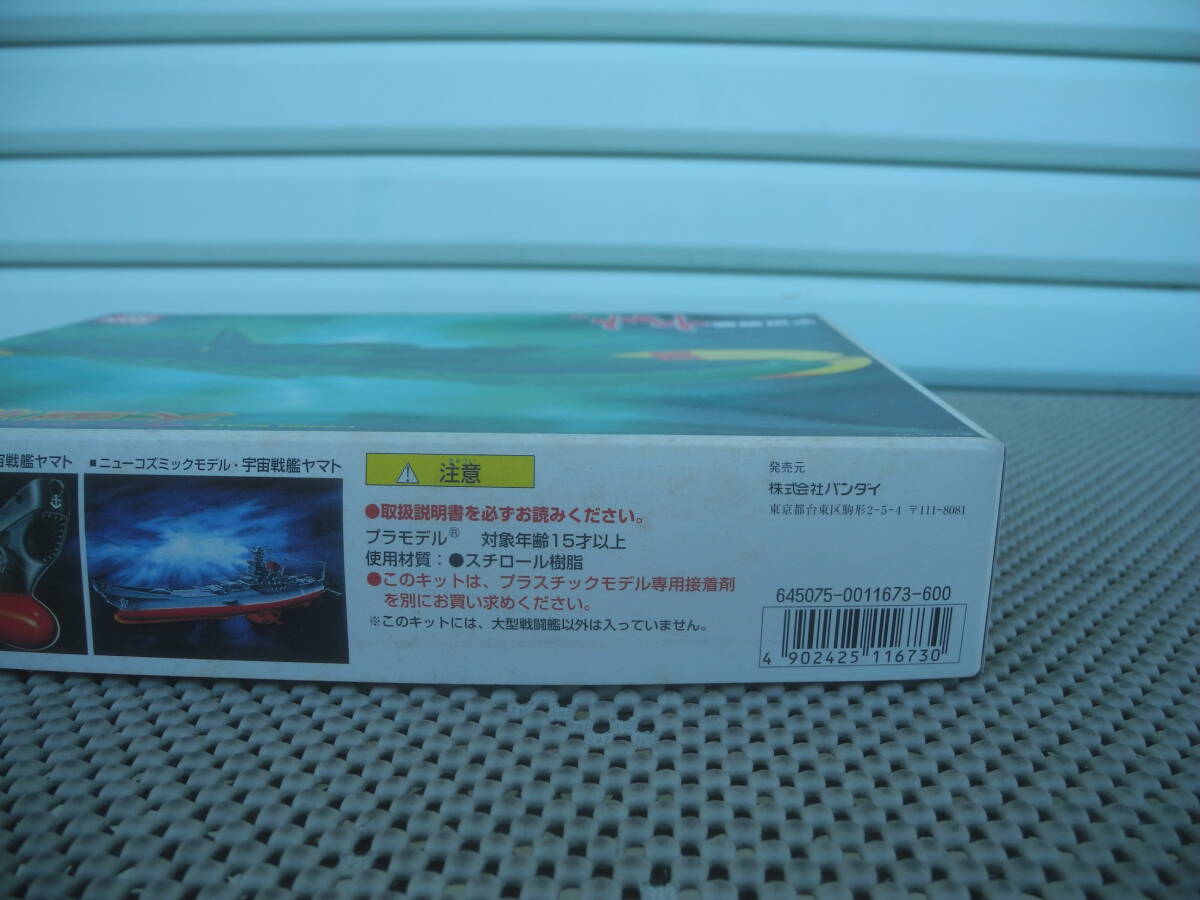 宙戦艦ヤマト
■ニューコズミックモデル・宇宙戦艦ヤマト
ちゅうい
注意
●取扱説明書を必ずお読みください。
プラモデル® 対象年齢15才以上
使用材質：●スチロール樹脂
●このキットは、プラスチックモデル専用接着剤
を別にお買い求めください。
※このキットには、大型戦闘艦以外は入っていません。
発売元
株式会社バンダイ
東京都台東区駒形2-5-4 〒111-8081
645075-0011673-600
4 902425 116730